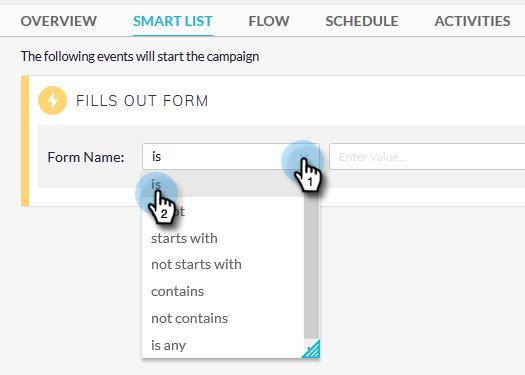 OVERVIEW SMART LIST FLOW SCHEDULE ACTIVITIES
The following events will start the campaign
FILLS OUT FORM
Form Name: is Enter Value...
1
is
2
starts with
not starts with
contains
not contains
is any